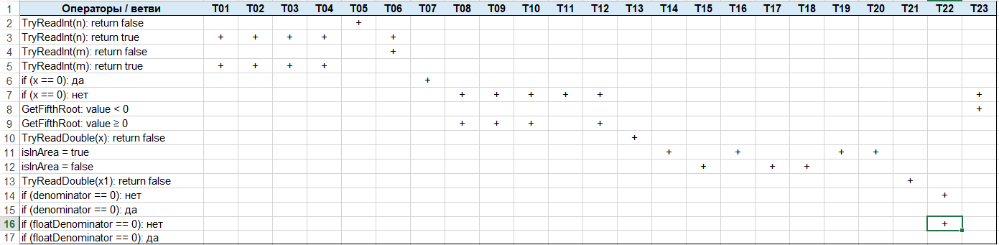 1 Операторы / ветви T01 T02 T03 T04 T05 T06 T07 T08 T09 T10 T11 T12 T13 T14 T15 T16 T17 T18 T19 T20 T21 T22 T23
2 TryReadInt(n): return false +
3 TryReadInt(n): return true + + + + +
4 TryReadInt(m): return false +
5 TryReadInt(m): return true + + + +
6 if (x == 0): да +
7 if (x == 0): нет + + + + + +
8 GetFifthRoot: value < 0 +
9 GetFifthRoot: value ≥ 0 + + + +
10 TryReadDouble(x): return false +
11 isInArea = true + + + +
12 isInArea = false + + +
13 TryReadDouble(x1): return false +
14 if (denominator == 0): нет +
15 if (denominator == 0): да
16 if (floatDenominator == 0): нет +
17 if (floatDenominator == 0): да